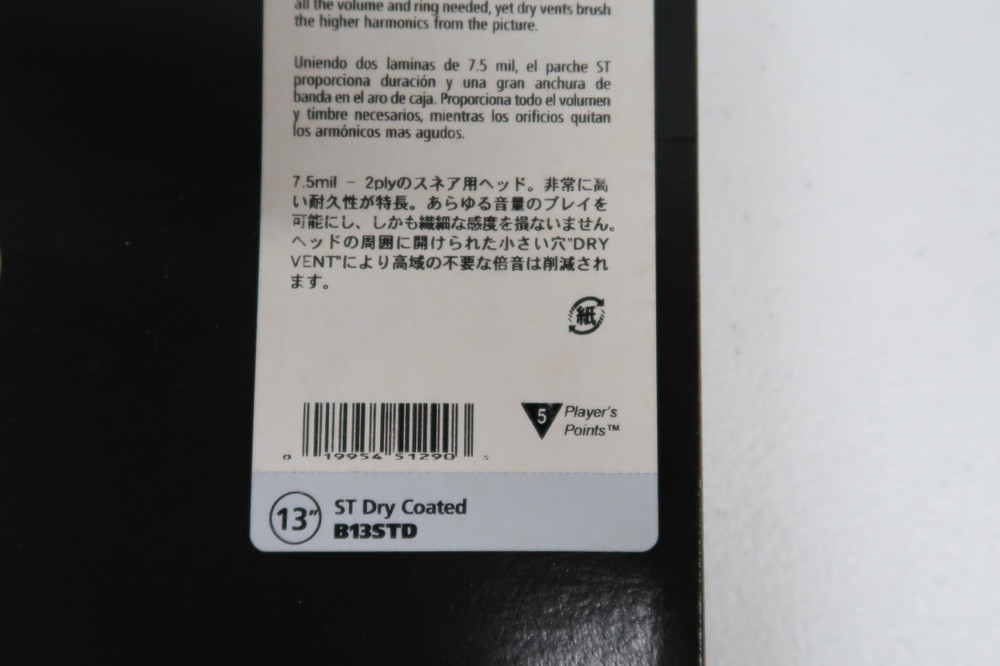 all the volume and ring needed, yet dry vents brush
the higher harmonics from the picture.
Uniendo dos laminas de 7.5 mil, el parche ST
proporciona duración y una gran anchura de
banda en el aro de caja. Proporciona todo el volumen
y timbre necesarios, mientras los orificios quitan
los armónicos mas agudos.
7.5mil – 2plyのスネア用ヘッド。非常に高
い耐久性が特長。あらゆる音量のプレイを
可能にし、しかも繊細な感度を損ないません。
ヘッドの周囲に開けられた小さい穴"DRY
VENT"により高域の不要な倍音は削減され
ます。
紙
5 Player's
Points™
0 19954 51290 5
13" ST Dry Coated
B13STD